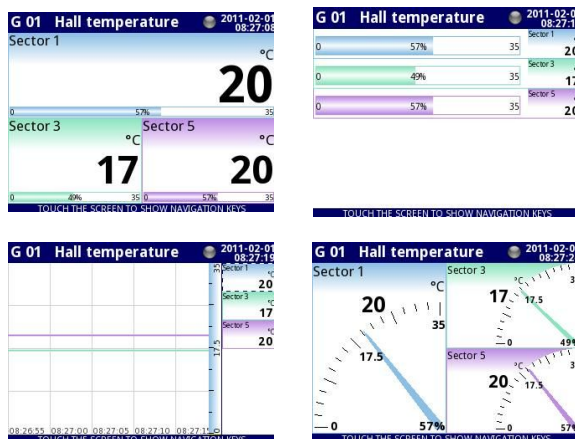 G 01 Hall temperature 2011-02-01
08:27:08
Sector 1
°C
20
0 57% 35
Sector 3 Sector 5
°C °C
17 20
0 49% 35 0 57% 35
TOUCH THE SCREEN TO SHOW NAVIGATION KEYS
G 01 Hall temperature 2011-02-0
08:27:1
Sector 1
0 57% 35
20
Sector 3
0 49% 35
17
Sector 5
0 57% 35
20
TOUCH THE SCREEN TO SHOW NAVIGATION KEYS
G 01 Hall temperature 2011-02-01
08:27:19
35
Sector 1
°C
20
Sector 3
°C
17
Sector 5
°C
20
17.5
0
08:26:55 08:27:00 08:27:05 08:27:10 08:27:15
TOUCH THE SCREEN TO SHOW NAVIGATION KEYS
G 01 Hall temperature 2011-02-0
08:27:2
Sector 1
°C
20
35
17.5
0
57%
Sector 3
°C
3
17
17.5
0
49%
Sector 5
°C
3
20
17.5
0
57%
TOUCH THE SCREEN TO SHOW NAVIGATION KEYS